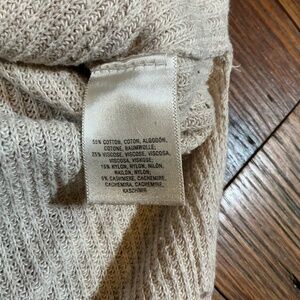 55% COTTON, COTON, ALGODÓN,
COTONE, BAUMWOLLE;
25% VISCOSE, VISCOSE, VISCOSA,
VISCOSA, VISKOSE;
15% NYLON, NYLON, NILÓN,
NAILON, NYLON;
5% CASHMERE, CACHEMIRE,
CACHEMIRA, CACHEMIRE,
KASCHMIR